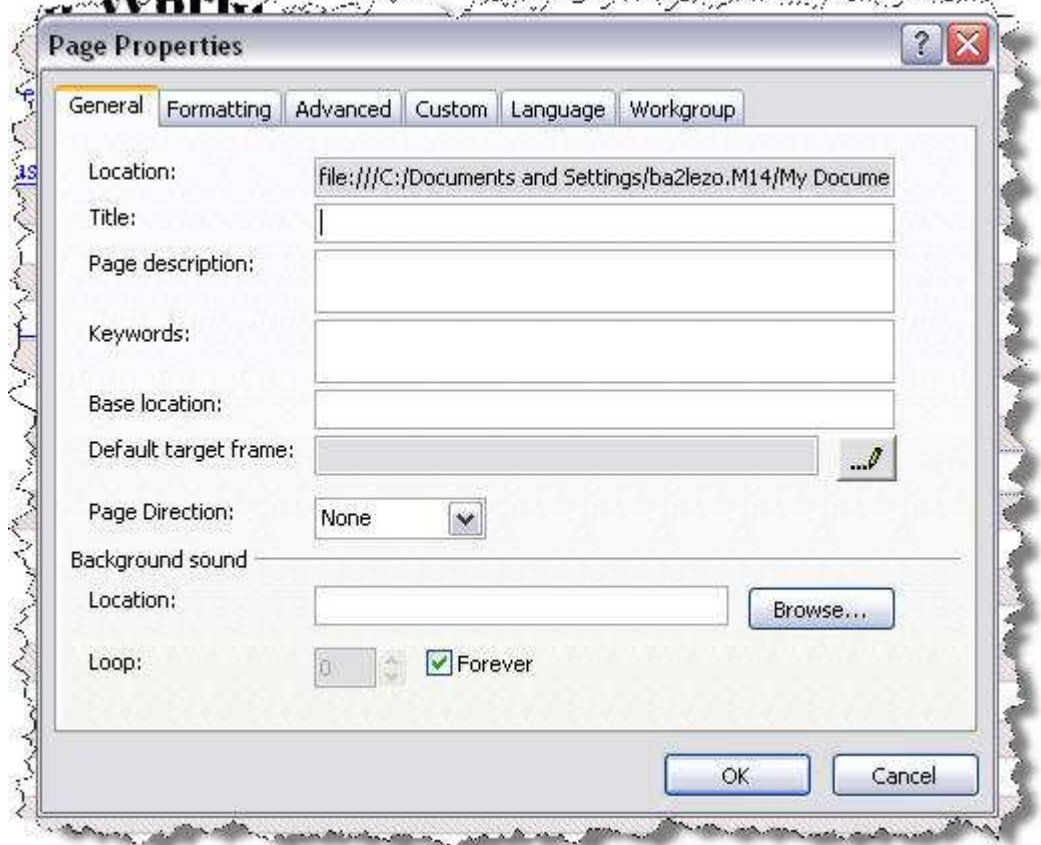 Work:
Page Properties
General Formatting Advanced Custom Language Workgroup
Location: file:///C:/Documents and Settings/ba2lezo.M14/My Docume
Title:
Page description:
Keywords:
Base location:
Default target frame:
Page Direction: None
Background sound
Location: Browse...
Loop: 0 Forever
OK Cancel